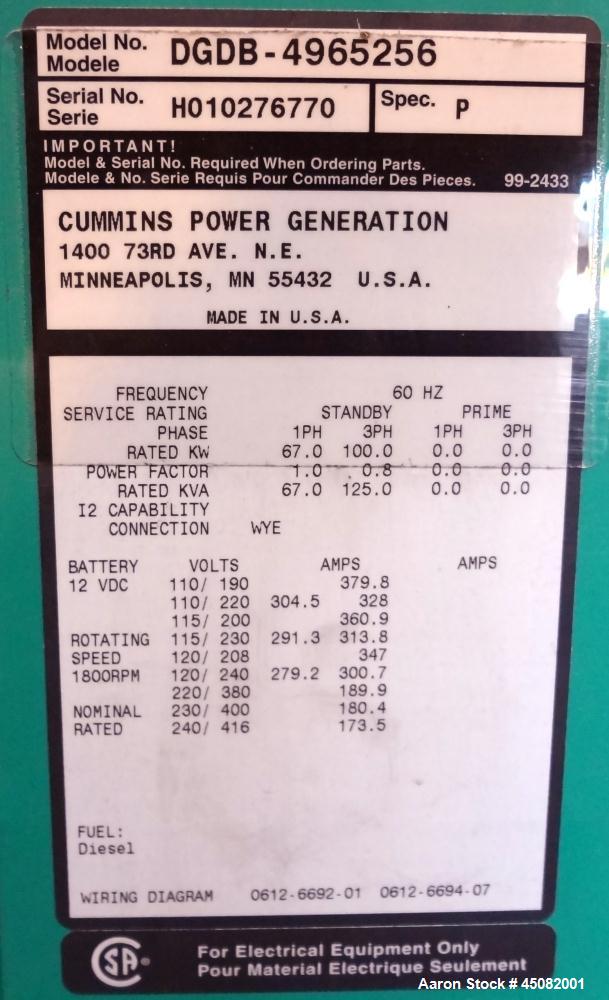 Model No. DGDB-4965256
Modele
Serial No. H010276770 Spec. P
Serie
IMPORTANT!
Model & Serial No. Required When Ordering Parts.
Modele & No. Serie Requis Pour Commander Des Pieces. 99-2433
CUMMINS POWER GENERATION
1400 73RD AVE. N.E.
MINNEAPOLIS, MN 55432 U.S.A.
MADE IN U.S.A.
FREQUENCY 60 HZ
SERVICE RATING STANDBY PRIME
PHASE 1PH 3PH 1PH 3PH
RATED KW 67.0 100.0 0.0 0.0
POWER FACTOR 1.0 0.8 0.0 0.0
RATED KVA 67.0 125.0 0.0 0.0
I2 CAPABILITY
CONNECTION WYE
BATTERY VOLTS AMPS AMPS
12 VDC 110/ 190 379.8
110/ 220 304.5 328
115/ 200 360.9
ROTATING 115/ 230 291.3 313.8
SPEED 120/ 208 347
1800RPM 120/ 240 279.2 300.7
220/ 380 189.9
NOMINAL 230/ 400 180.4
RATED 240/ 416 173.5
FUEL:
Diesel
WIRING DIAGRAM 0612-6692-01 0612-6694-07
SA®
For Electrical Equipment Only
Pour Material Electrique Seulement
Aaron Stock # 45082001